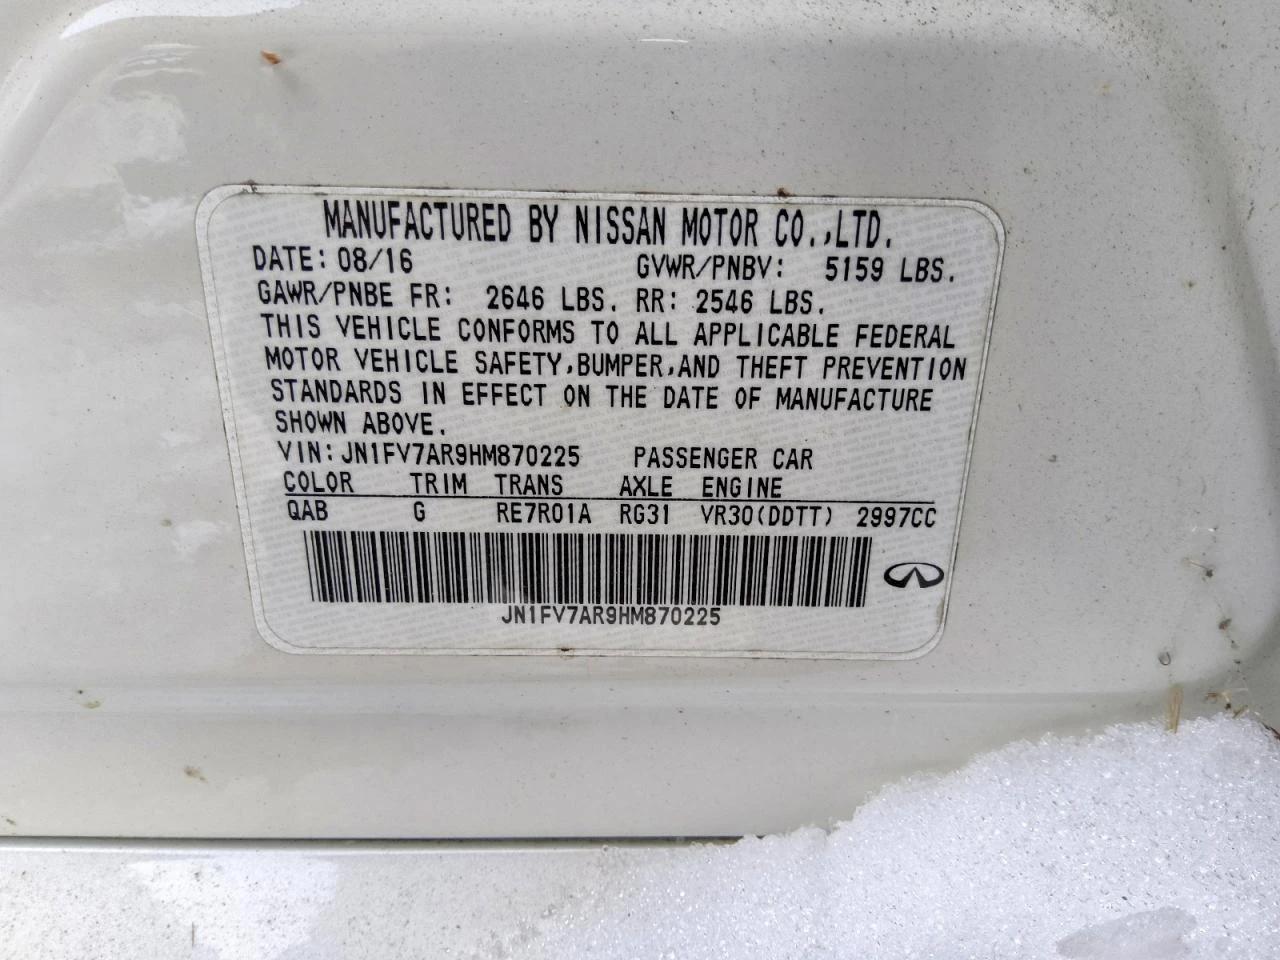 MANUFACTURED BY NISSAN MOTOR CO.,LTD.
DATE: 08/16 GVWR/PNBV: 5159 LBS.
GAWR/PNBE FR: 2646 LBS. RR: 2546 LBS.
THIS VEHICLE CONFORMS TO ALL APPLICABLE FEDERAL
MOTOR VEHICLE SAFETY,BUMPER,AND THEFT PREVENTION
STANDARDS IN EFFECT ON THE DATE OF MANUFACTURE
SHOWN ABOVE.
VIN:JN1FV7AR9HM870225 PASSENGER CAR
COLOR TRIM TRANS AXLE ENGINE
QAB G RE7R01A RG31 VR30(DDTT) 2997CC
JN1FV7AR9HM870225